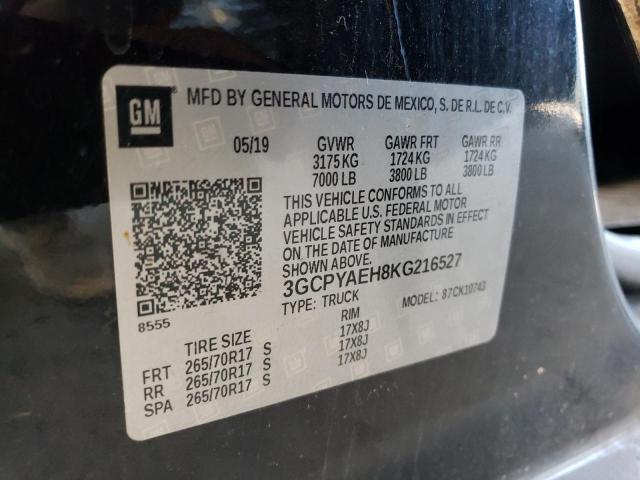 GM
MFD BY GENERAL MOTORS DE MEXICO, S. DE R.L. DE C.V.
05/19 GVWR GAWR FRT GAWR RR
3175 KG 1724 KG 1724 KG
7000 LB 3800 LB 3800 LB
THIS VEHICLE CONFORMS TO ALL
APPLICABLE U.S. FEDERAL MOTOR
VEHICLE SAFETY STANDARDS IN EFFECT
ON THE DATE OF MANUFACTURE
SHOWN ABOVE.
3GCPYAEH8KG216527
8555
TYPE: TRUCK MODEL: 87CK10743
TIRE SIZE RIM
FRT 265/70R17 S 17X8J
RR 265/70R17 S 17X8J
SPA 265/70R17 S 17X8J